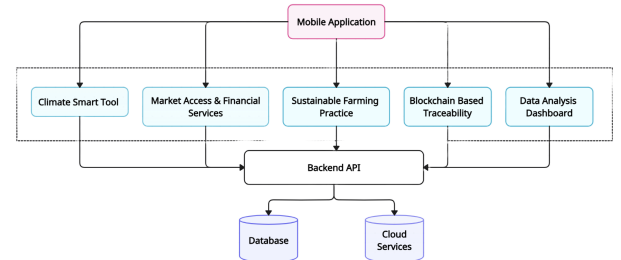 Mobile Application
Climate Smart Tool
Market Access & Financial
Services
Sustainable Farming
Practice
Blockchain Based
Traceability
Data Analysis
Dashboard
Backend API
Database
Cloud
Services